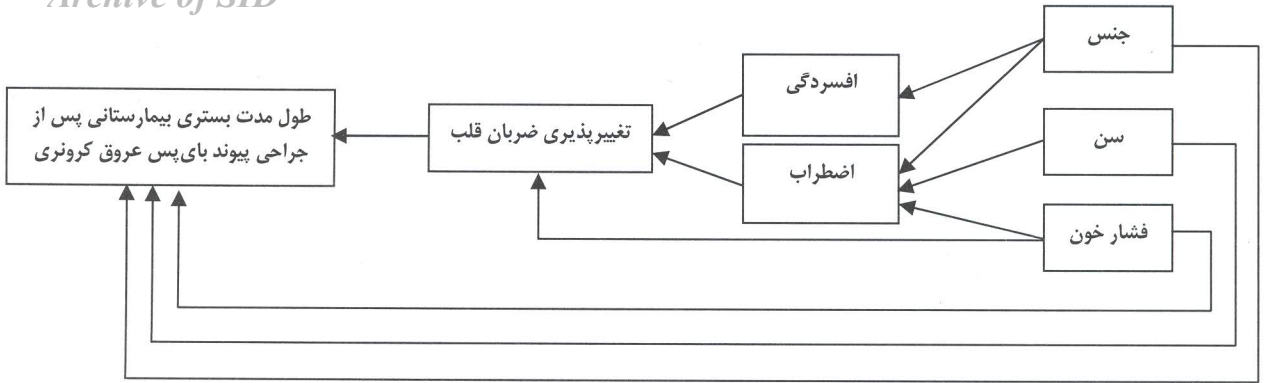 Archive of SID
جنس
افسردگی
سن
تغییرپذیری ضربان قلب
طول مدت بستری بیمارستانی پس از
جراحی پیوند بای‌پس عروق کرونری
اضطراب
فشار خون